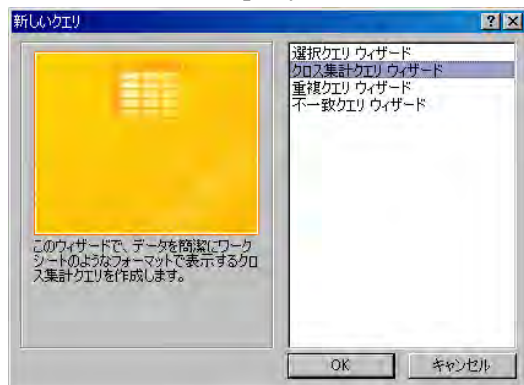 新しいクエリ
選択クエリ ウィザード
クロス集計クエリ ウィザード
重複クエリ ウィザード
不一致クエリ ウィザード
このウィザードで、データを簡潔にワーク
シートのようなフォーマットで表示するクロ
ス集計クエリを作成します。
OK
キャンセル